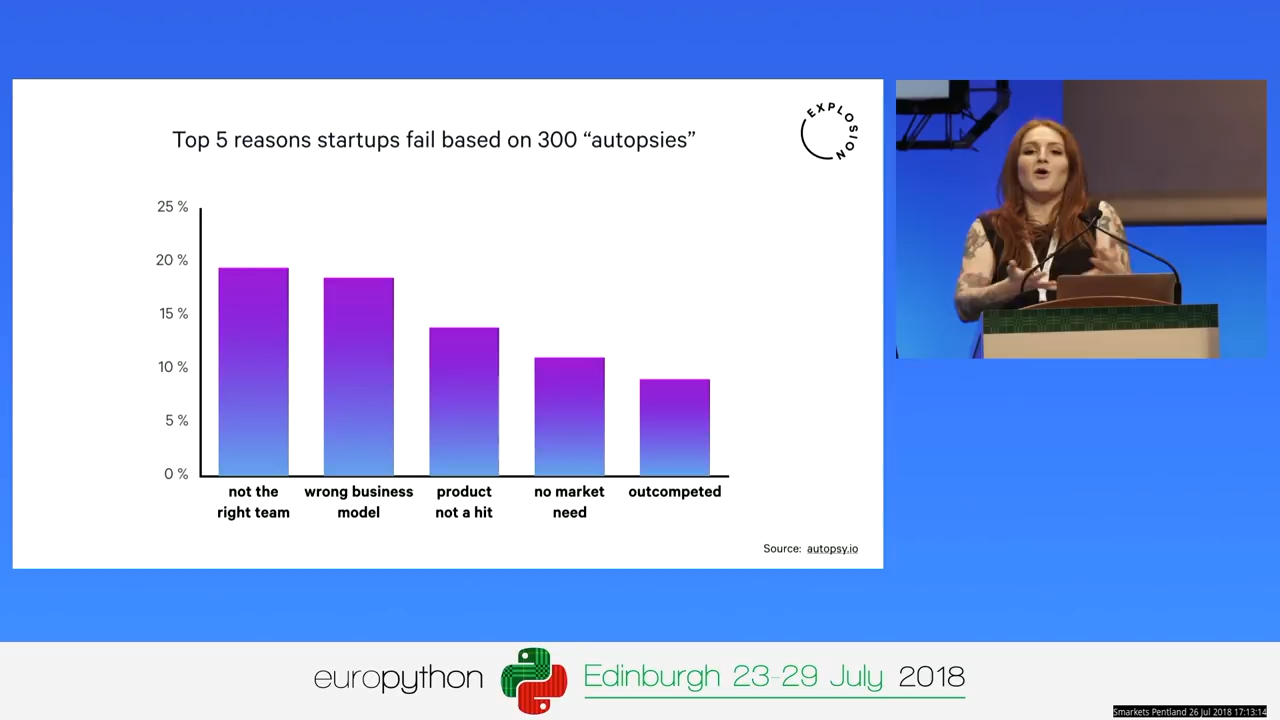 Top 5 reasons startups fail based on 300 “autopsies”
EXPLOSION
25 %
20 %
15 %
10 %
5 %
0 %
not the
right team
wrong business
model
product
not a hit
no market
need
outcompeted
Source: autopsy.io
europython
Edinburgh 23-29 July 2018
Smarkets Pentland 26 Jul 2018 17:13:14